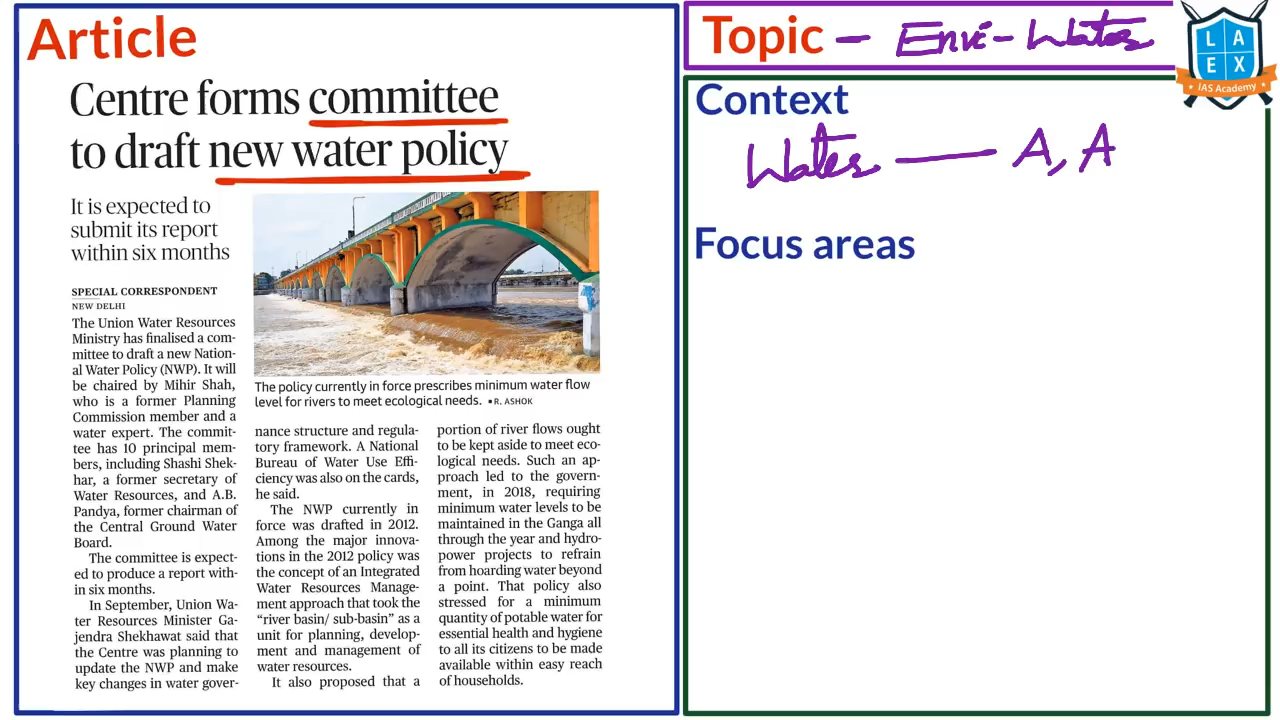 Article
Centre forms committee
to draft new water policy
It is expected to
submit its report
within six months
SPECIAL CORRESPONDENT
NEW DELHI
The Union Water Resources
Ministry has finalised a com-
mittee to draft a new Nation-
al Water Policy (NWP). It will
be chaired by Mihir Shah,
who is a former Planning
Commission member and a
water expert. The commit-
tee has 10 principal mem-
bers, including Shashi Shek-
har, a former secretary of
Water Resources, and A.B.
Pandya, former chairman of
the Central Ground Water
Board.
The committee is expect-
ed to produce a report with-
in six months.
In September, Union Wa-
ter Resources Minister Ga-
jendra Shekhawat said that
the Centre was planning to
update the NWP and make
key changes in water gover-
The policy currently in force prescribes minimum water flow
level for rivers to meet ecological needs. ▪R. ASHOK
nance structure and regula-
tory framework. A National
Bureau of Water Use Effi-
ciency was also on the cards,
he said.
The NWP currently in
force was drafted in 2012.
Among the major innova-
tions in the 2012 policy was
the concept of an Integrated
Water Resources Manage-
ment approach that took the
“river basin/ sub-basin” as a
unit for planning, develop-
ment and management of
water resources.
It also proposed that a
portion of river flows ought
to be kept aside to meet eco-
logical needs. Such an ap-
proach led to the govern-
ment, in 2018, requiring
minimum water levels to be
maintained in the Ganga all
through the year and hydro-
power projects to refrain
from hoarding water beyond
a point. That policy also
stressed for a minimum
quantity of potable water for
essential health and hygiene
to all its citizens to be made
available within easy reach
of households.
Topic - Envi - Water
LAEX
IAS Academy
Context
Water — A, A
Focus areas